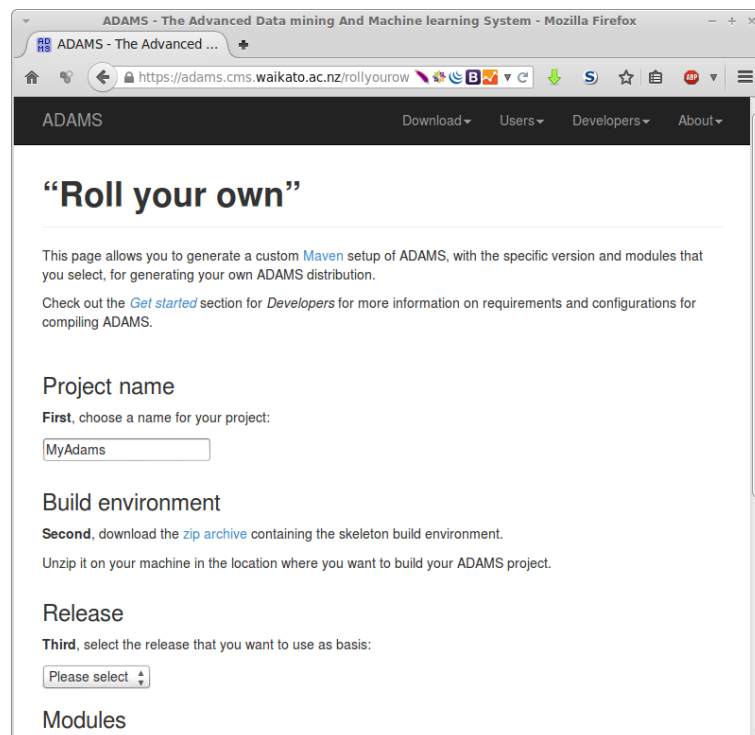 ADAMS - The Advanced Data mining And Machine learning System - Mozilla Firefox
AD
MS
ADAMS - The Advanced ...
https://adams.cms.waikato.ac.nz/rollyourow
B
S
ABP
ADAMS
Download
Users
Developers
About
“Roll your own”
This page allows you to generate a custom Maven setup of ADAMS, with the specific version and modules that
you select, for generating your own ADAMS distribution.
Check out the Get started section for Developers for more information on requirements and configurations for
compiling ADAMS.
Project name
First, choose a name for your project:
MyAdams
Build environment
Second, download the zip archive containing the skeleton build environment.
Unzip it on your machine in the location where you want to build your ADAMS project.
Release
Third, select the release that you want to use as basis:
Please select
Modules